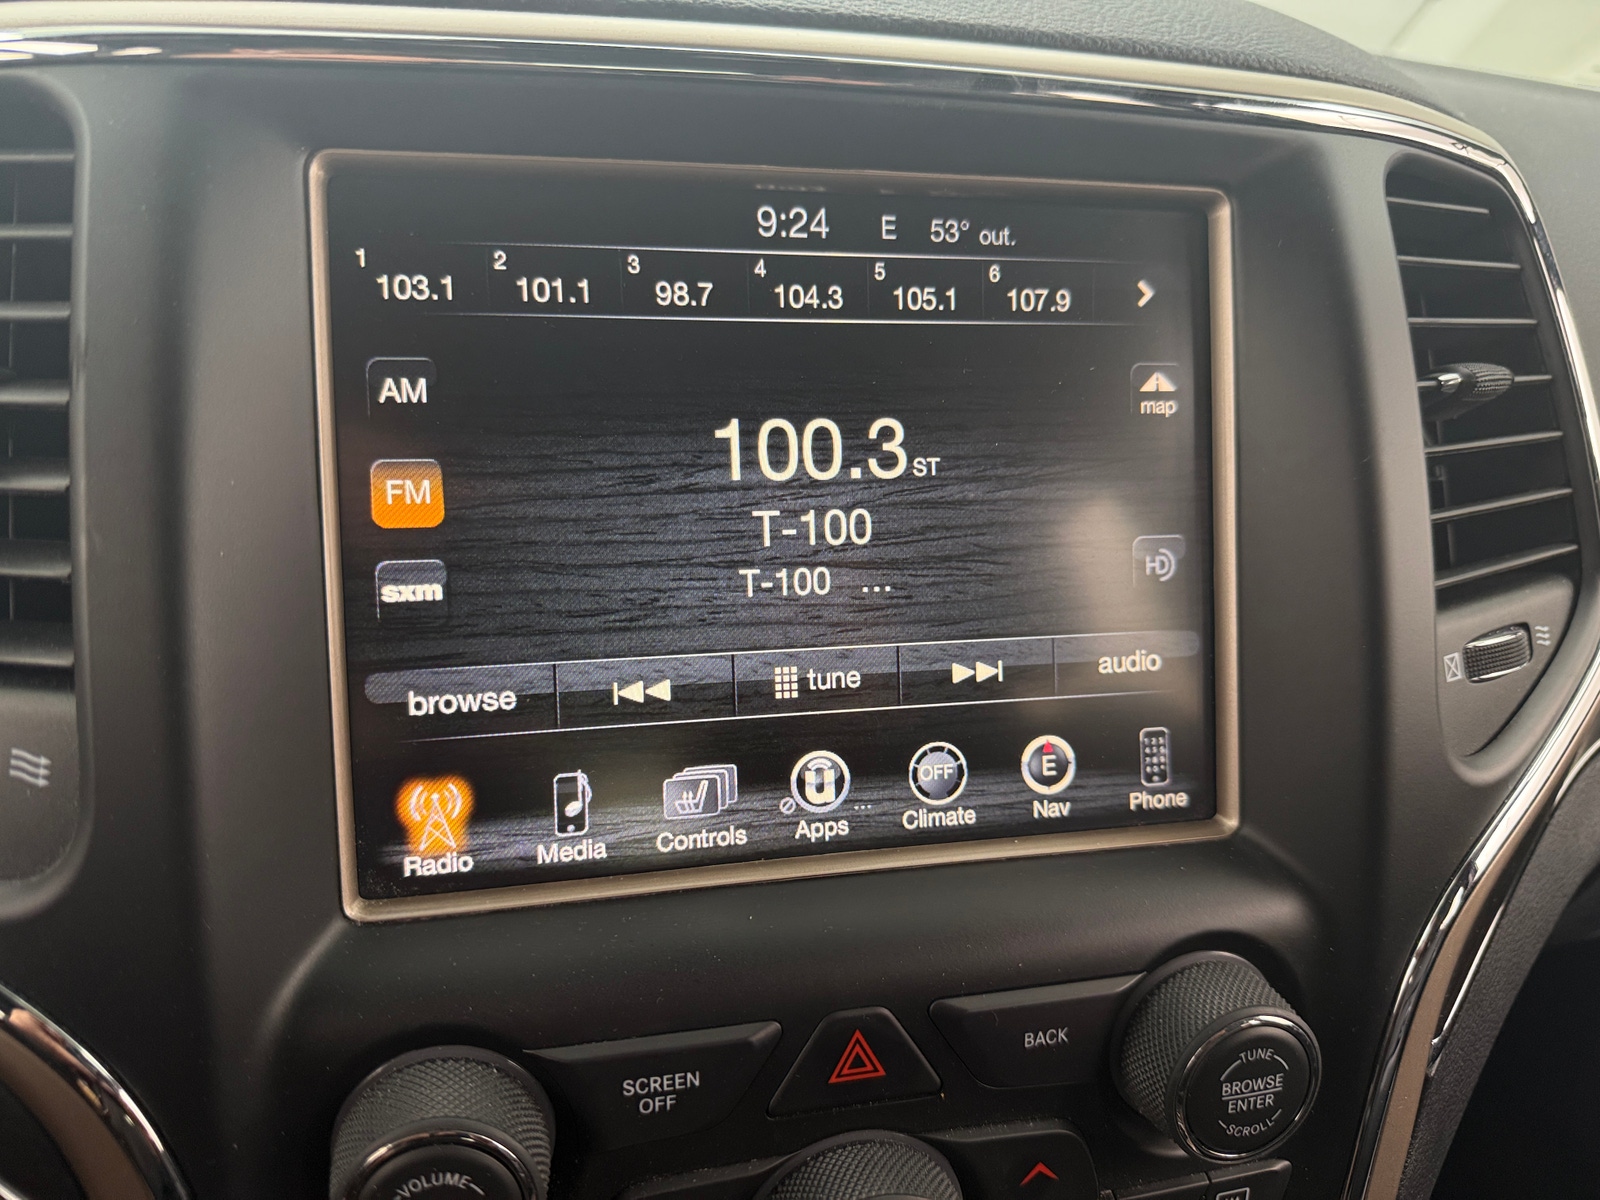 9:24 E 53° out.
1 103.1 2 101.1 3 98.7 4 104.3 5 105.1 6 107.9
AM
map
100.3 ST
FM
T-100
HD
T-100 ...
sxm
browse tune audio
OFF E
Radio Media Controls Apps ... Climate Nav Phone
SCREEN
OFF
BACK
TUNE
BROWSE
ENTER
SCROLL
VOLUME